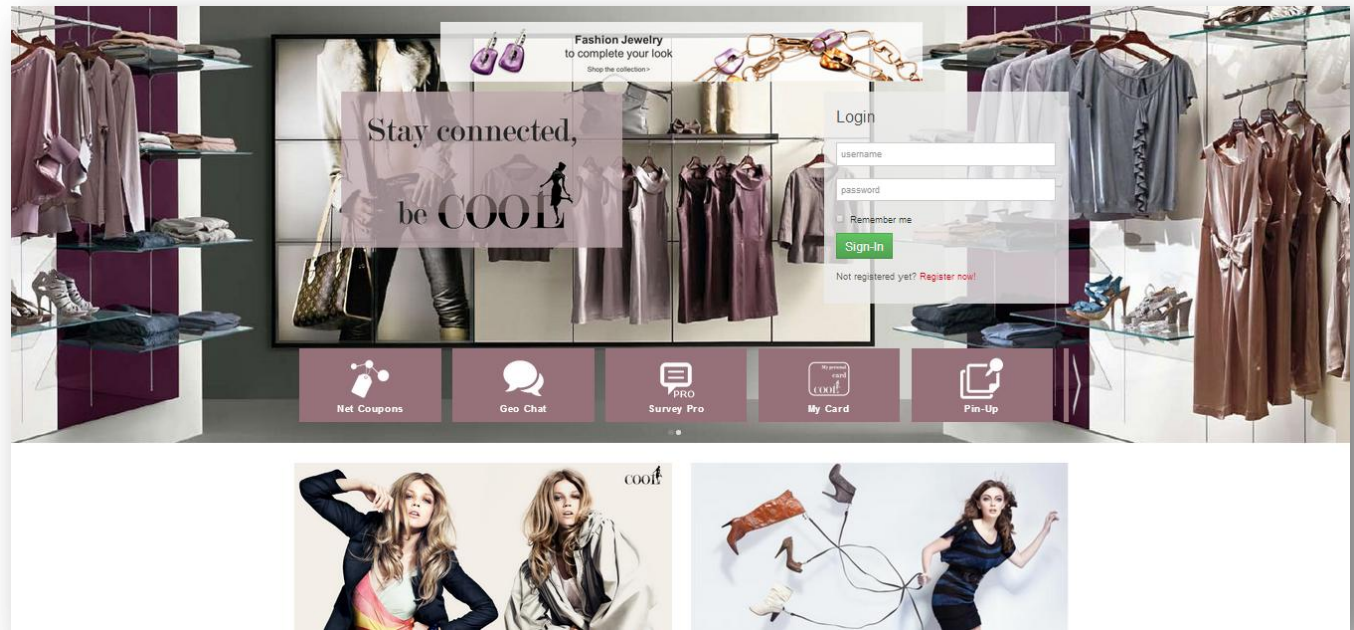 Fashion Jewelry
to complete your look
Shop the collection >
Stay connected,
be COOL
Login
username
password
Remember me
Sign-In
Not registered yet? Register now!
Net Coupons
Geo Chat
PRO
Survey Pro
My personal
card
COOL
My Card
Pin-Up
COOL